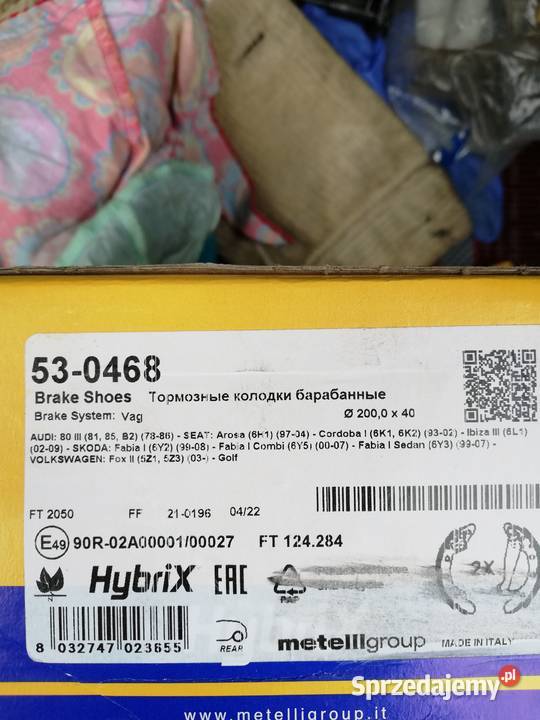 53-0468
Brake Shoes Тормозные колодки барабанные
Brake System: Vag Ø 200,0 x 40
AUDI: 80 III (81, 85, B2) (78-86) - SEAT: Arosa (6H1) (97-04) - Cordoba I (6K1, 6K2) (93-02) - Ibiza III (6L1)
(02-09) - SKODA: Fabia I (6Y2) (99-08) - Fabia I Combi (6Y5) (00-07) - Fabia I Sedan (6Y3) (99-07) -
VOLKSWAGEN: Fox II (5Z1, 5Z3) (03-) - Golf
FT 2050 FF 21-0196 04/22
E49 90R-02A00001/00027 FT 124.284
HybriX EAC PAP 2X
8 032747 023655 REAR metelligroup MADE IN ITALY
Sprzedajemy.pl
www.metelligroup.it